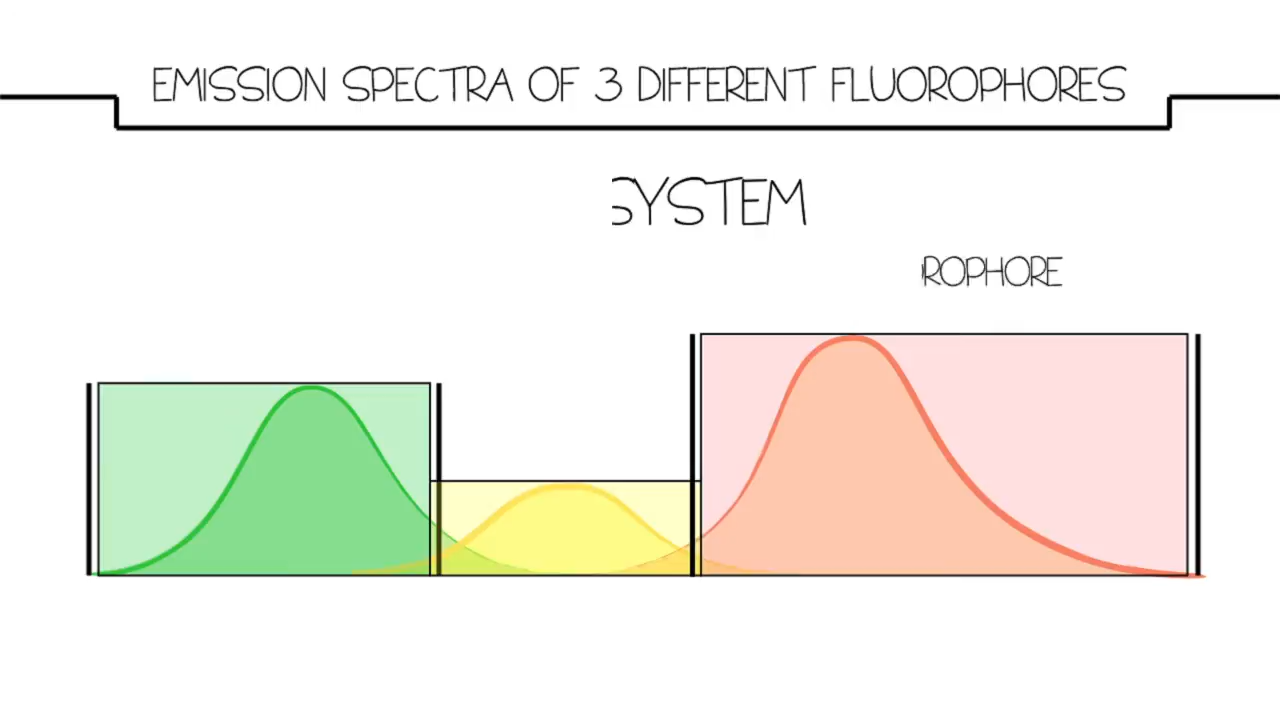 EMISSION SPECTRA OF 3 DIFFERENT FLUOROPHORES
SYSTEM
ROPHORE